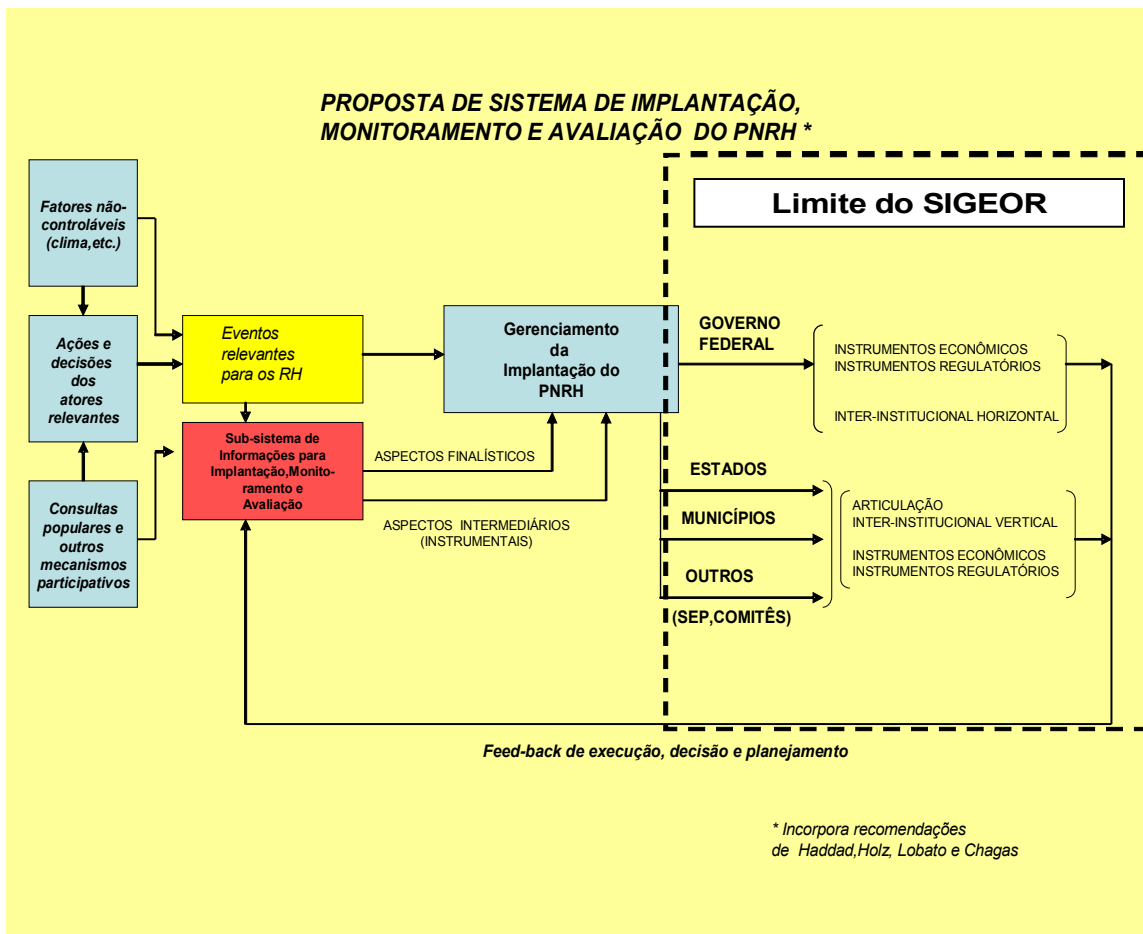 PROPOSTA DE SISTEMA DE IMPLANTAÇÃO,
MONITORAMENTO E AVALIAÇÃO DO PNRH *
Limite do SIGEOR
Fatores não-
controláveis
(clima,etc.)
Ações e
decisões
dos
atores
relevantes
Consultas
populares e
outros
mecanismos
participativos
Eventos
relevantes
para os RH
Sub-sistema de
Informações para
Implantação,Monito-
ramento e
Avaliação
ASPECTOS FINALÍSTICOS
ASPECTOS INTERMEDIÁRIOS
(INSTRUMENTAIS)
Gerenciamento
da
Implantação do
PNRH
GOVERNO
FEDERAL
INSTRUMENTOS ECONÔMICOS
INSTRUMENTOS REGULATÓRIOS
INTER-INSTITUCIONAL HORIZONTAL
ESTADOS
MUNICÍPIOS
OUTROS
(SEP,COMITÊS)
ARTICULAÇÃO
INTER-INSTITUCIONAL VERTICAL
INSTRUMENTOS ECONÔMICOS
INSTRUMENTOS REGULATÓRIOS
Feed-back de execução, decisão e planejamento
* Incorpora recomendações
de Haddad,Holz, Lobato e Chagas